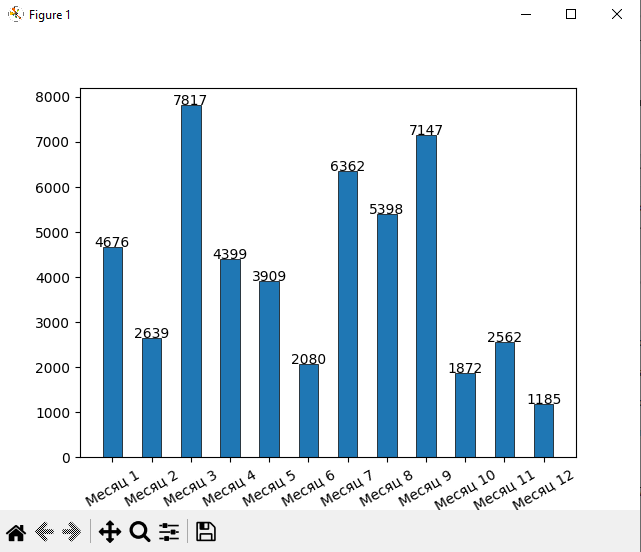 Figure 1
8000
7000
6000
5000
4000
3000
2000
1000
0
4676
2639
7817
4399
3909
2080
6362
5398
7147
1872
2562
1185
Месяц 1
Месяц 2
Месяц 3
Месяц 4
Месяц 5
Месяц 6
Месяц 7
Месяц 8
Месяц 9
Месяц 10
Месяц 11
Месяц 12